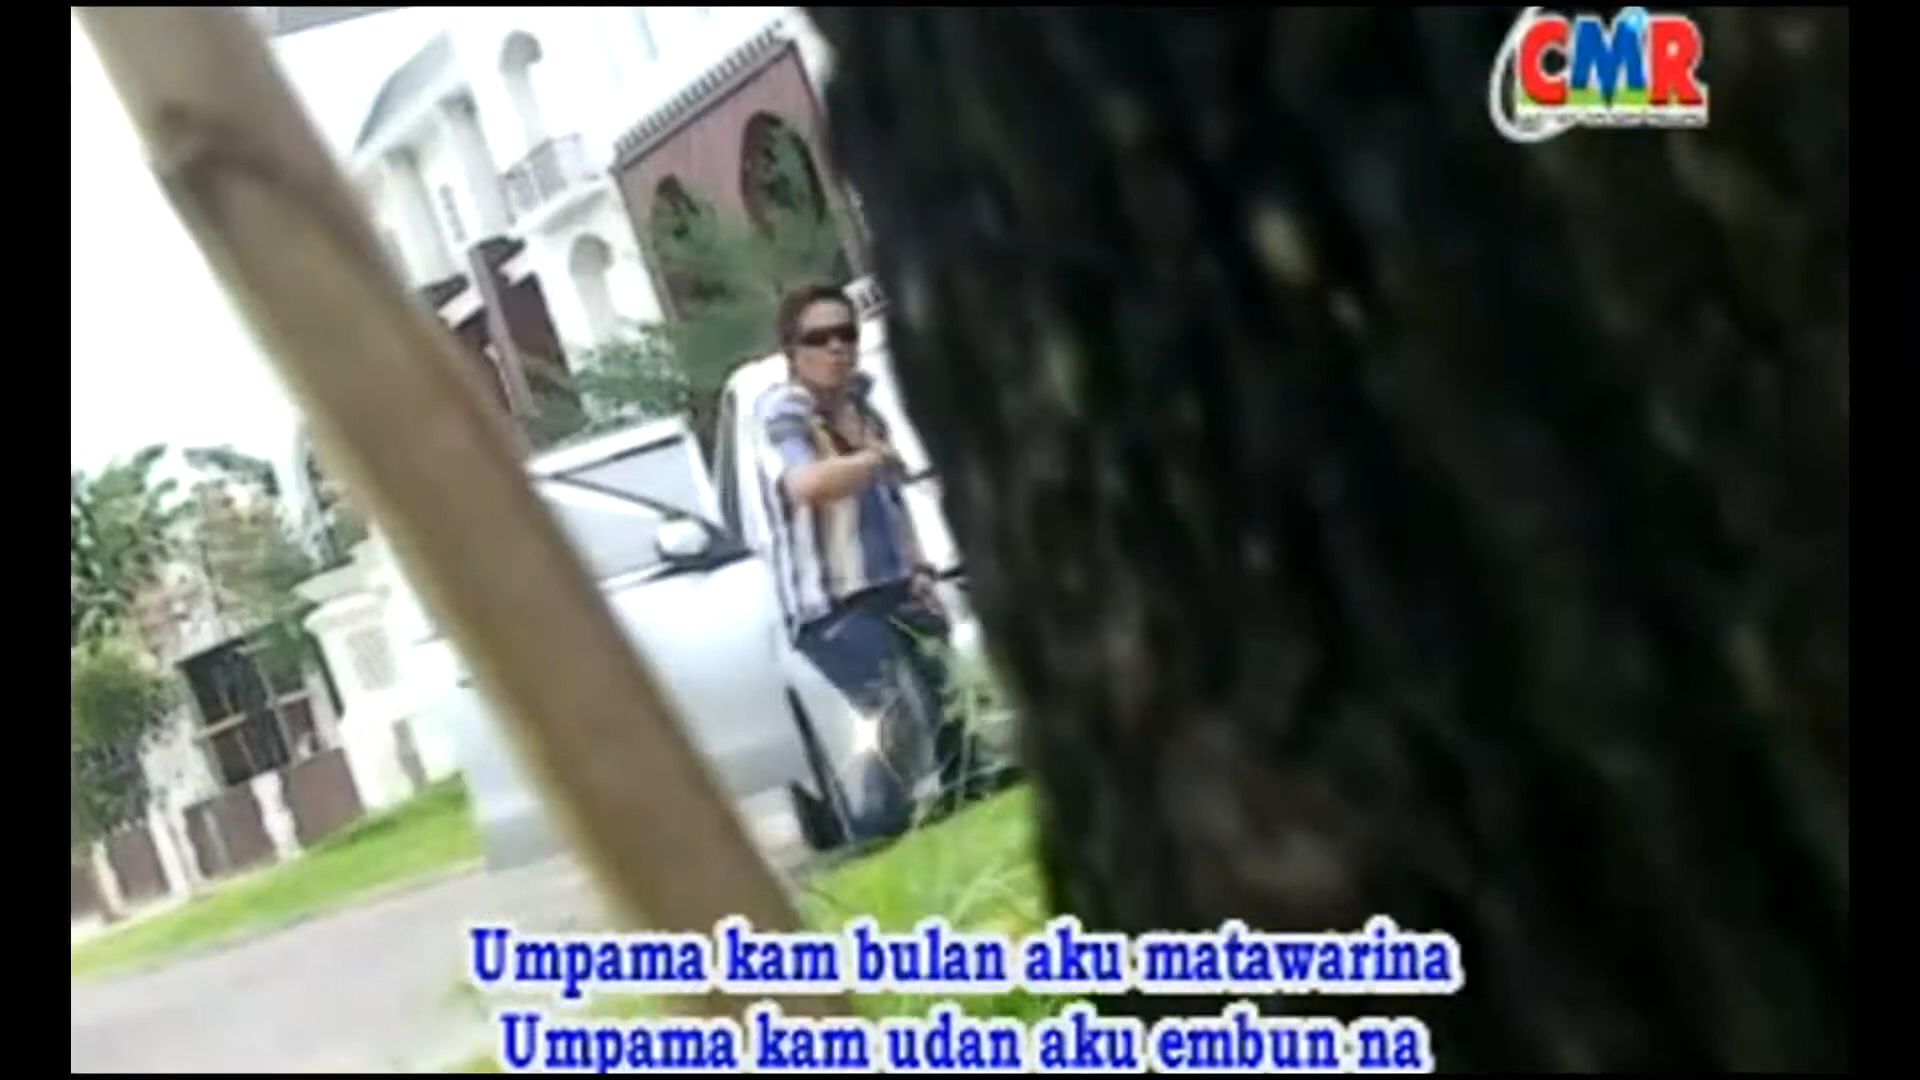 CMR
Umpama kam bulan aku matawarina
Umpama kam udan aku embun na